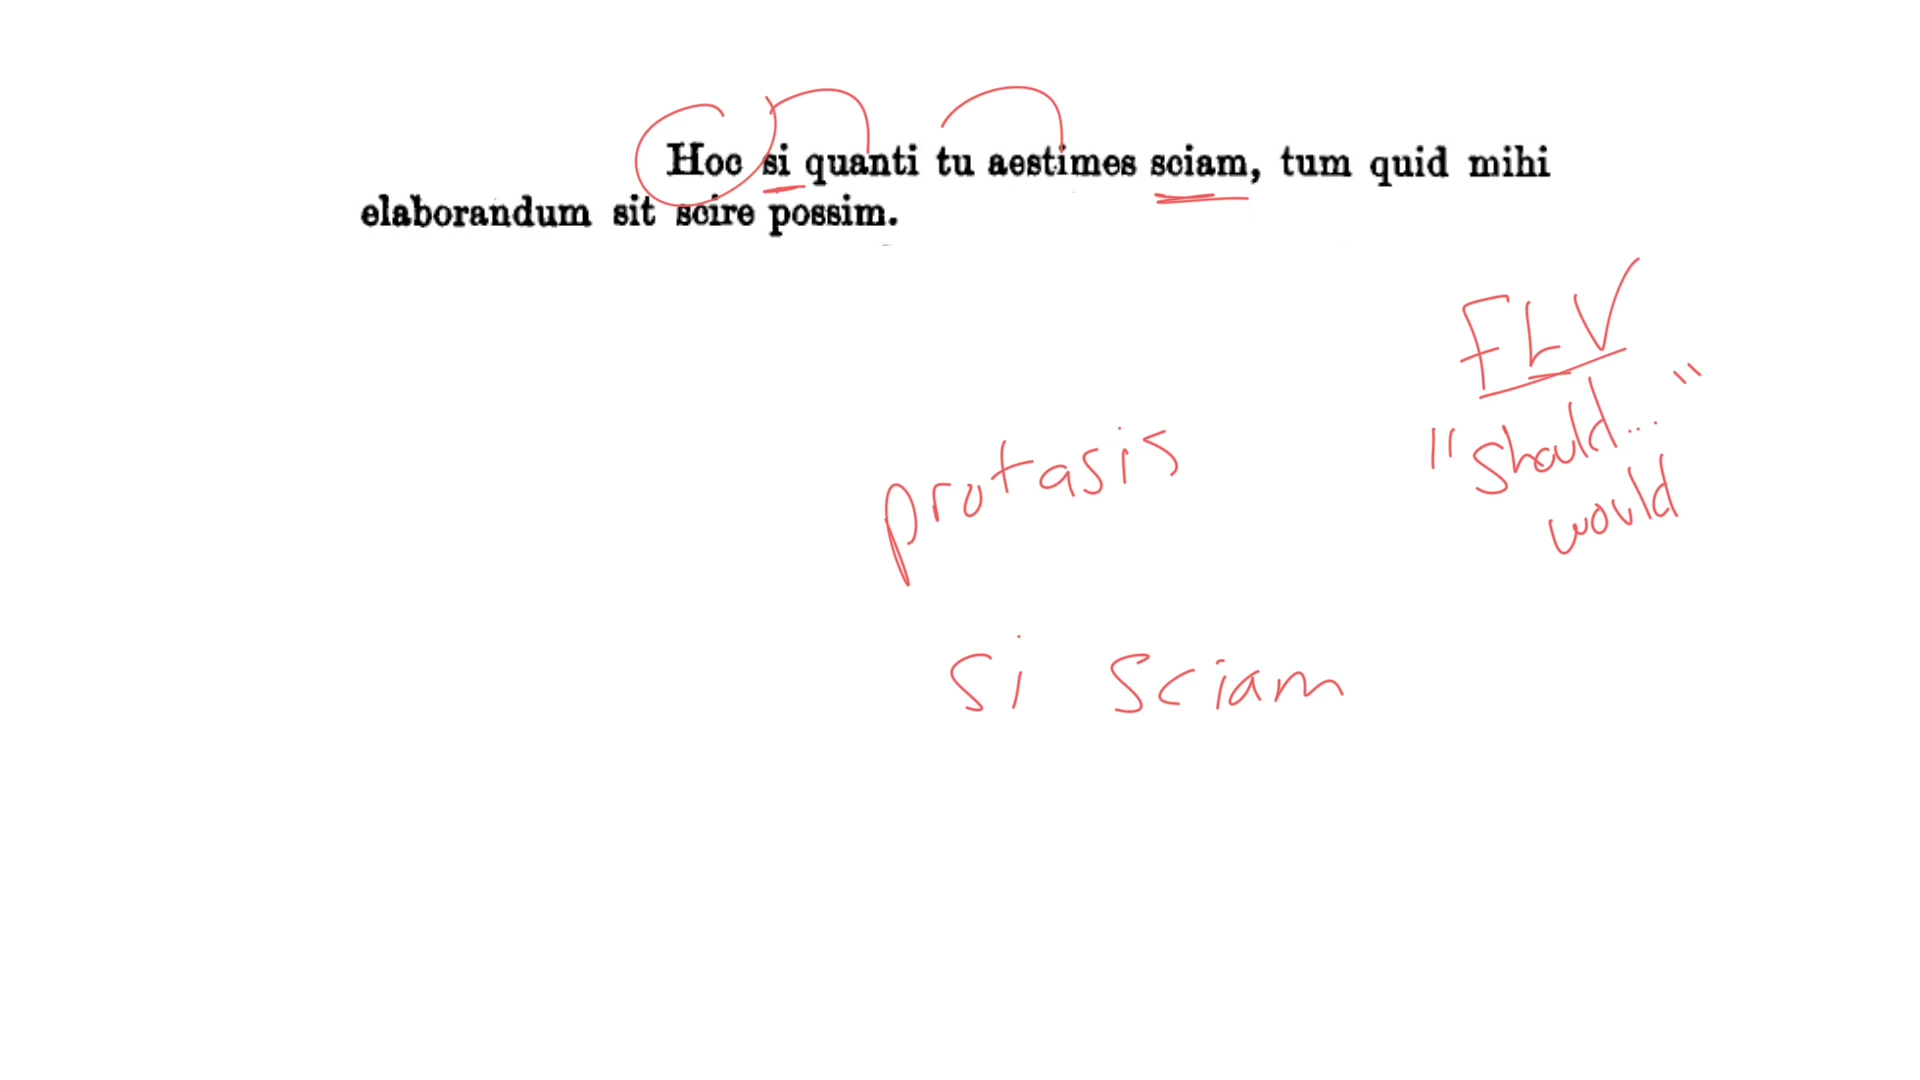 Hoc si quanti tu aestimes sciam, tum quid mihi
elaborandum sit scire possim.
FLV
"should... "
would
protasis
si sciam